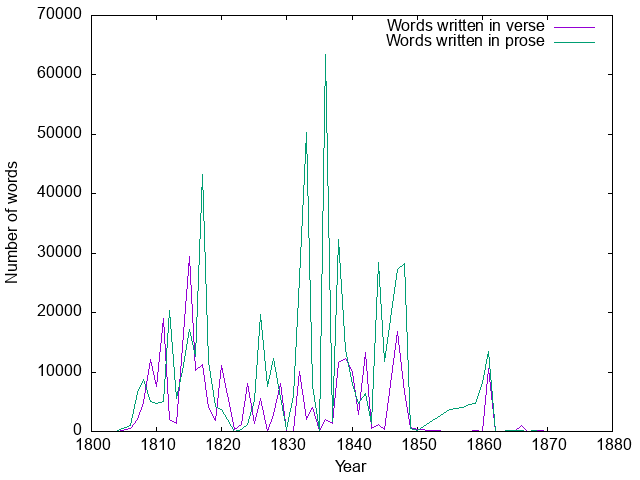 70000
60000
50000
40000
30000
20000
10000
0
1800 1810 1820 1830 1840 1850 1860 1870 1880
Number of words
Year
Words written in verse
Words written in prose